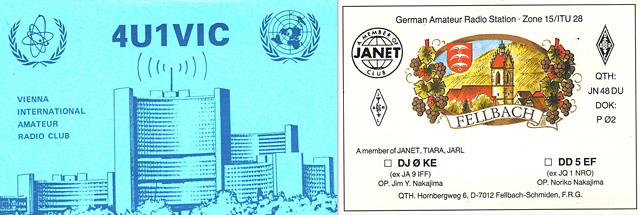 4U1VIC
VIENNA
INTERNATIONAL
AMATEUR
RADIO CLUB
German Amateur Radio Station · Zone 15/ITU 28
A MEMBER OF
JANET
CLUB
QTH:
JN 48 DU
DOK:
P Ø2
FELLBACH
A member of JANET, TIARA, JARL
DJ Ø KE
(ex JA 9 IFF)
OP. Jim Y. Nakajima
DD 5 EF
(ex JQ 1 NRO)
OP. Noriko Nakajima
QTH. Hornbergweg 6, D-7012 Fellbach-Schmiden, F.R.G.